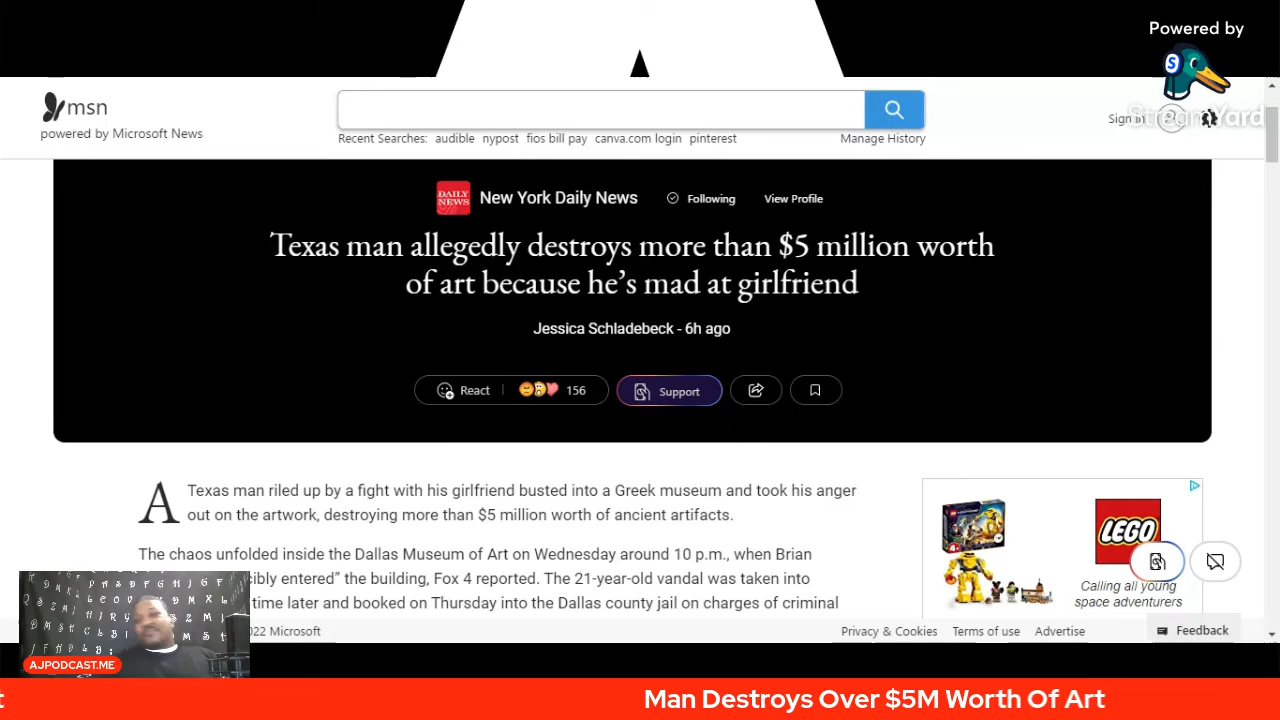 Powered by
StreamYard
msn
powered by Microsoft News
Recent Searches: audible nypost fios bill pay canva.com login pinterest
Manage History
Sign in
DAILY NEWS
New York Daily News
Following
View Profile
Texas man allegedly destroys more than $5 million worth
of art because he’s mad at girlfriend
Jessica Schladebeck - 6h ago
React
156
Support
A Texas man riled up by a fight with his girlfriend busted into a Greek museum and took his anger
out on the artwork, destroying more than $5 million worth of ancient artifacts.
The chaos unfolded inside the Dallas Museum of Art on Wednesday around 10 p.m., when Brian
entered” the building, Fox 4 reported. The 21-year-old vandal was taken into
time later and booked on Thursday into the Dallas county jail on charges of criminal
LEGO
Calling all young
space adventurers
2022 Microsoft
Privacy & Cookies
Terms of use
Advertise
Feedback
AJPODCAST.ME
t
Man Destroys Over $5M Worth Of Art